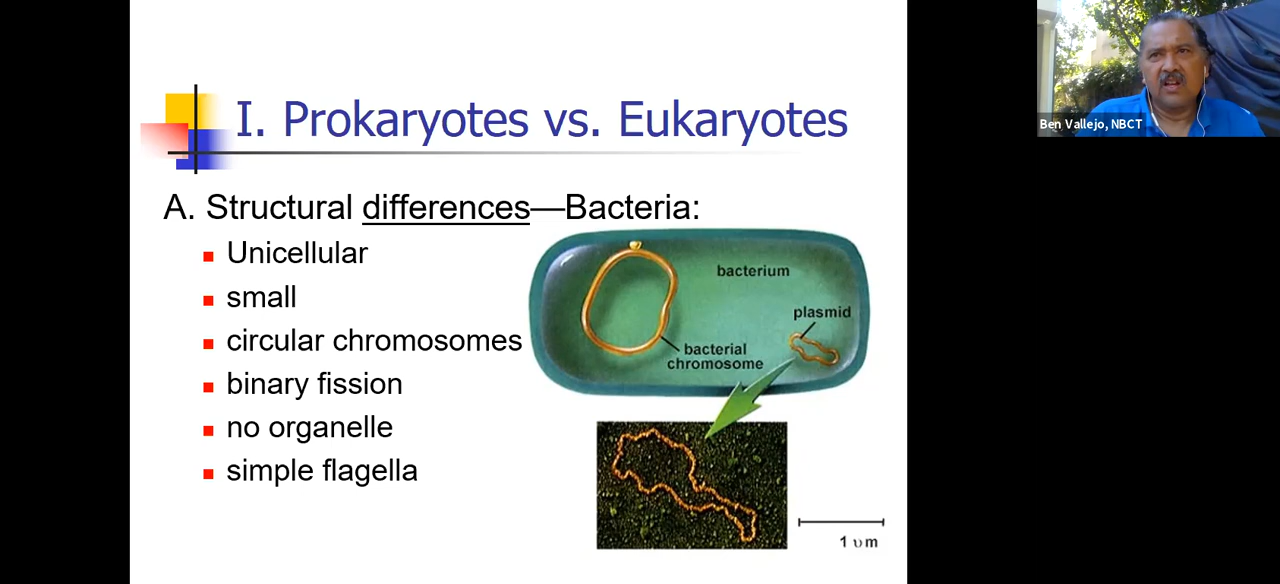 I. Prokaryotes vs. Eukaryotes
A. Structural differences—Bacteria:
Unicellular
small
circular chromosomes
binary fission
no organelle
simple flagella
bacterium
plasmid
bacterial
chromosome
1 υm
Ben Vallejo, NBCT